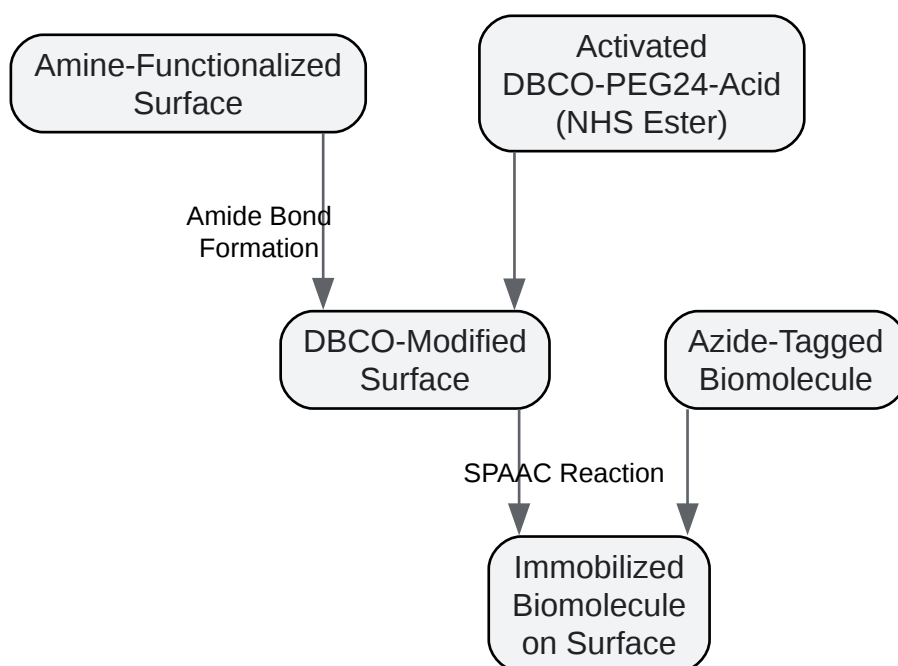 Amine-Functionalized
Surface
Activated
DBCO-PEG24-Acid
(NHS Ester)
Amide Bond
Formation
DBCO-Modified
Surface
Azide-Tagged
Biomolecule
SPAAC Reaction
Immobilized
Biomolecule
on Surface